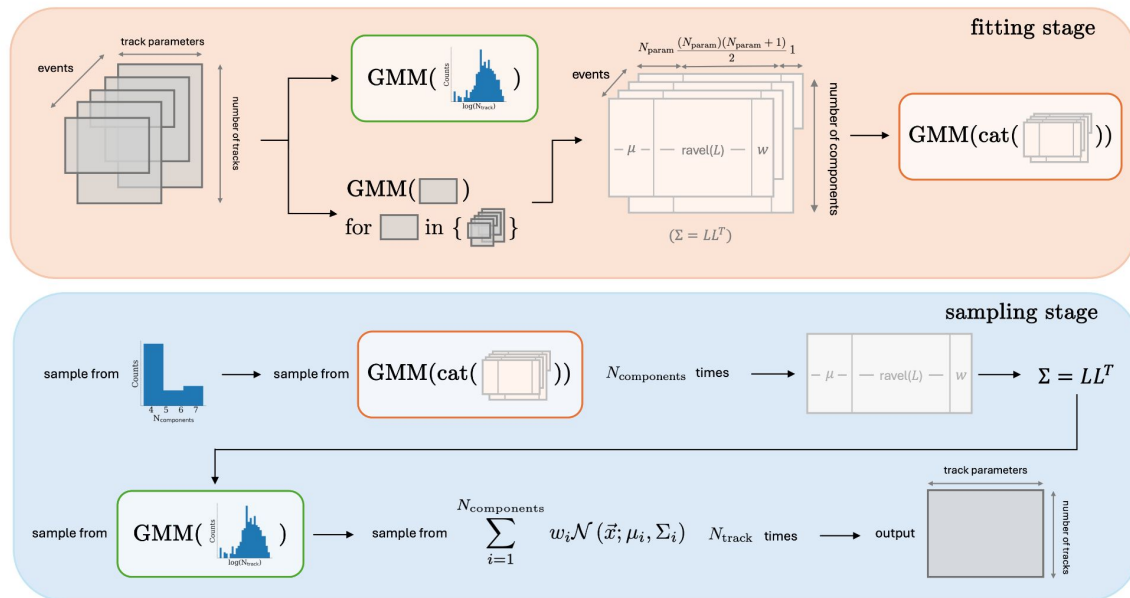 fitting stage
track parameters
events
number of tracks
GMM( )
Counts
log(N_track)
GMM( )
for in { }
N_param (N_param)(N_param + 1)/2 1
events
number of components
– μ – – ravel(L) – w
(Σ = LL^T)
GMM(cat( ))
sampling stage
sample from
Counts
4 5 6 7
N_components
sample from
GMM(cat( ))
N_components times
– μ – – ravel(L) – w
Σ = LL^T
sample from
GMM( )
Counts
log(N_track)
sample from
∑_{i=1}^{N_components} w_i 𝒩 (x⃗; μ_i, Σ_i)
N_track times
output
track parameters
number of tracks